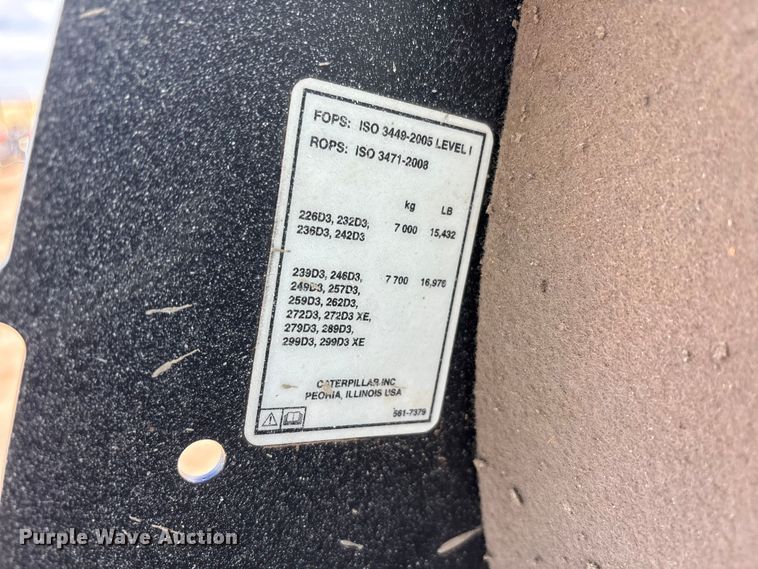 FOPS: ISO 3449-2005 LEVEL I
ROPS: ISO 3471-2008
kg LB
226D3, 232D3,
236D3, 242D3 7 000 15,432
239D3, 246D3, 7 700 16,976
249D3, 257D3,
259D3, 262D3,
272D3, 272D3 XE,
279D3, 289D3,
299D3, 299D3 XE
CATERPILLAR INC
PEORIA, ILLINOIS USA
561-7379
Purple Wave Auction